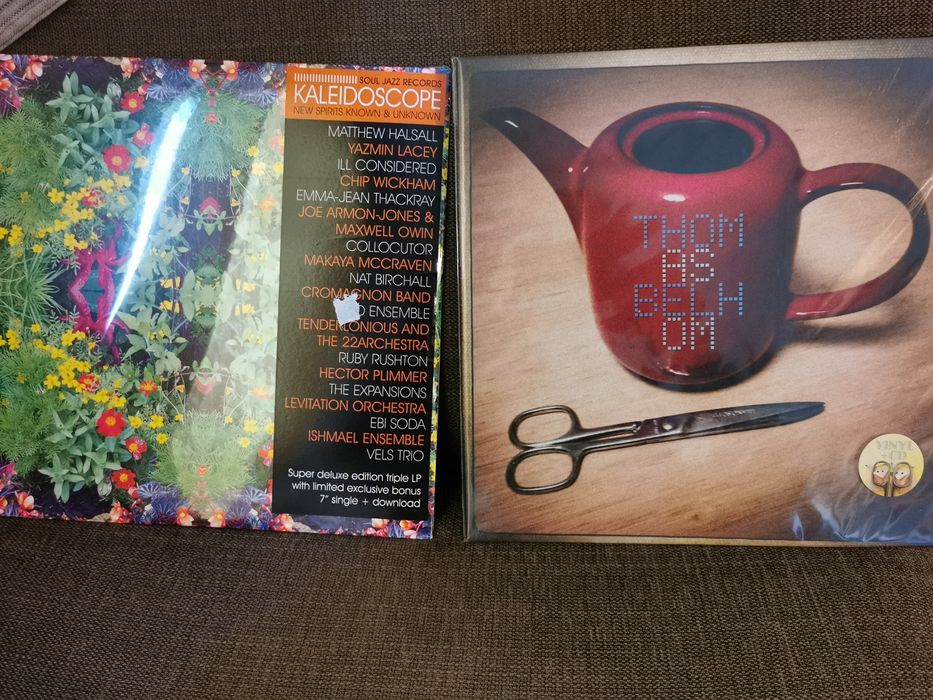 SOUL JAZZ RECORDS
KALEIDOSCOPE
NEW SPIRITS KNOWN & UNKNOWN
MATTHEW HALSALL
YAZMIN LACEY
ILL CONSIDERED
CHIP WICKHAM
EMMA-JEAN THACKRAY
JOE ARMON-JONES &
MAXWELL OWIN
COLLOCUTOR
MAKAYA MCCRAVEN
NAT BIRCHALL
CROMAGNON BAND
ENSEMBLE
TENDERLONIOUS AND
THE 22ARCHESTRA
RUBY RUSHTON
HECTOR PLIMMER
THE EXPANSIONS
LEVITATION ORCHESTRA
EBI SODA
ISHMAEL ENSEMBLE
VELS TRIO
Super deluxe edition triple LP
with limited exclusive bonus
7" single + download
THOM
AS
BELH
OM
VINYL
+CD